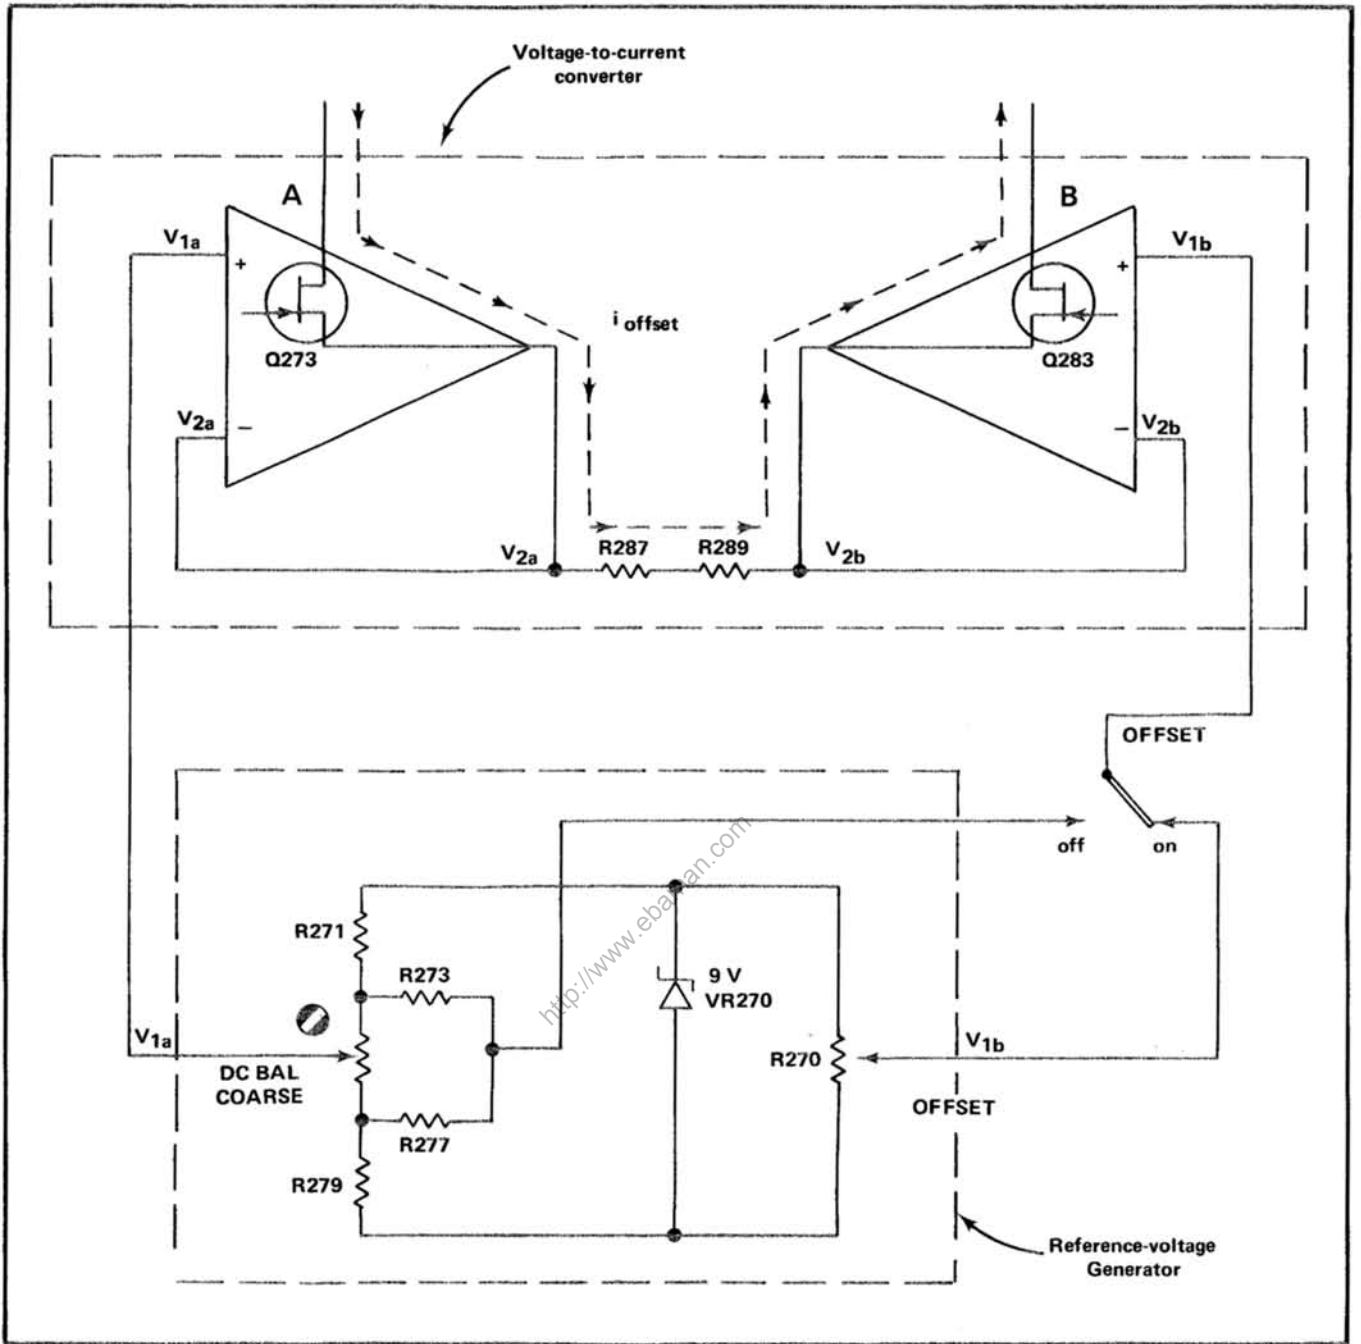 Voltage-to-current
converter
A
B
V1a
V1b
+
+
i offset
Q273
Q283
V2a
−
−
V2b
V2a
R287
R289
V2b
OFFSET
off
on
R271
R273
9 V
VR270
V1a
DC BAL
COARSE
R270
V1b
OFFSET
R277
R279
Reference-voltage
Generator